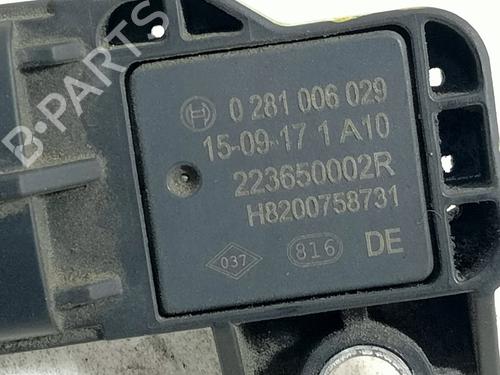 B-PARTS
0 281 006 029
15-09-17 1 A10
223650002R
H8200758731
037 816 DE